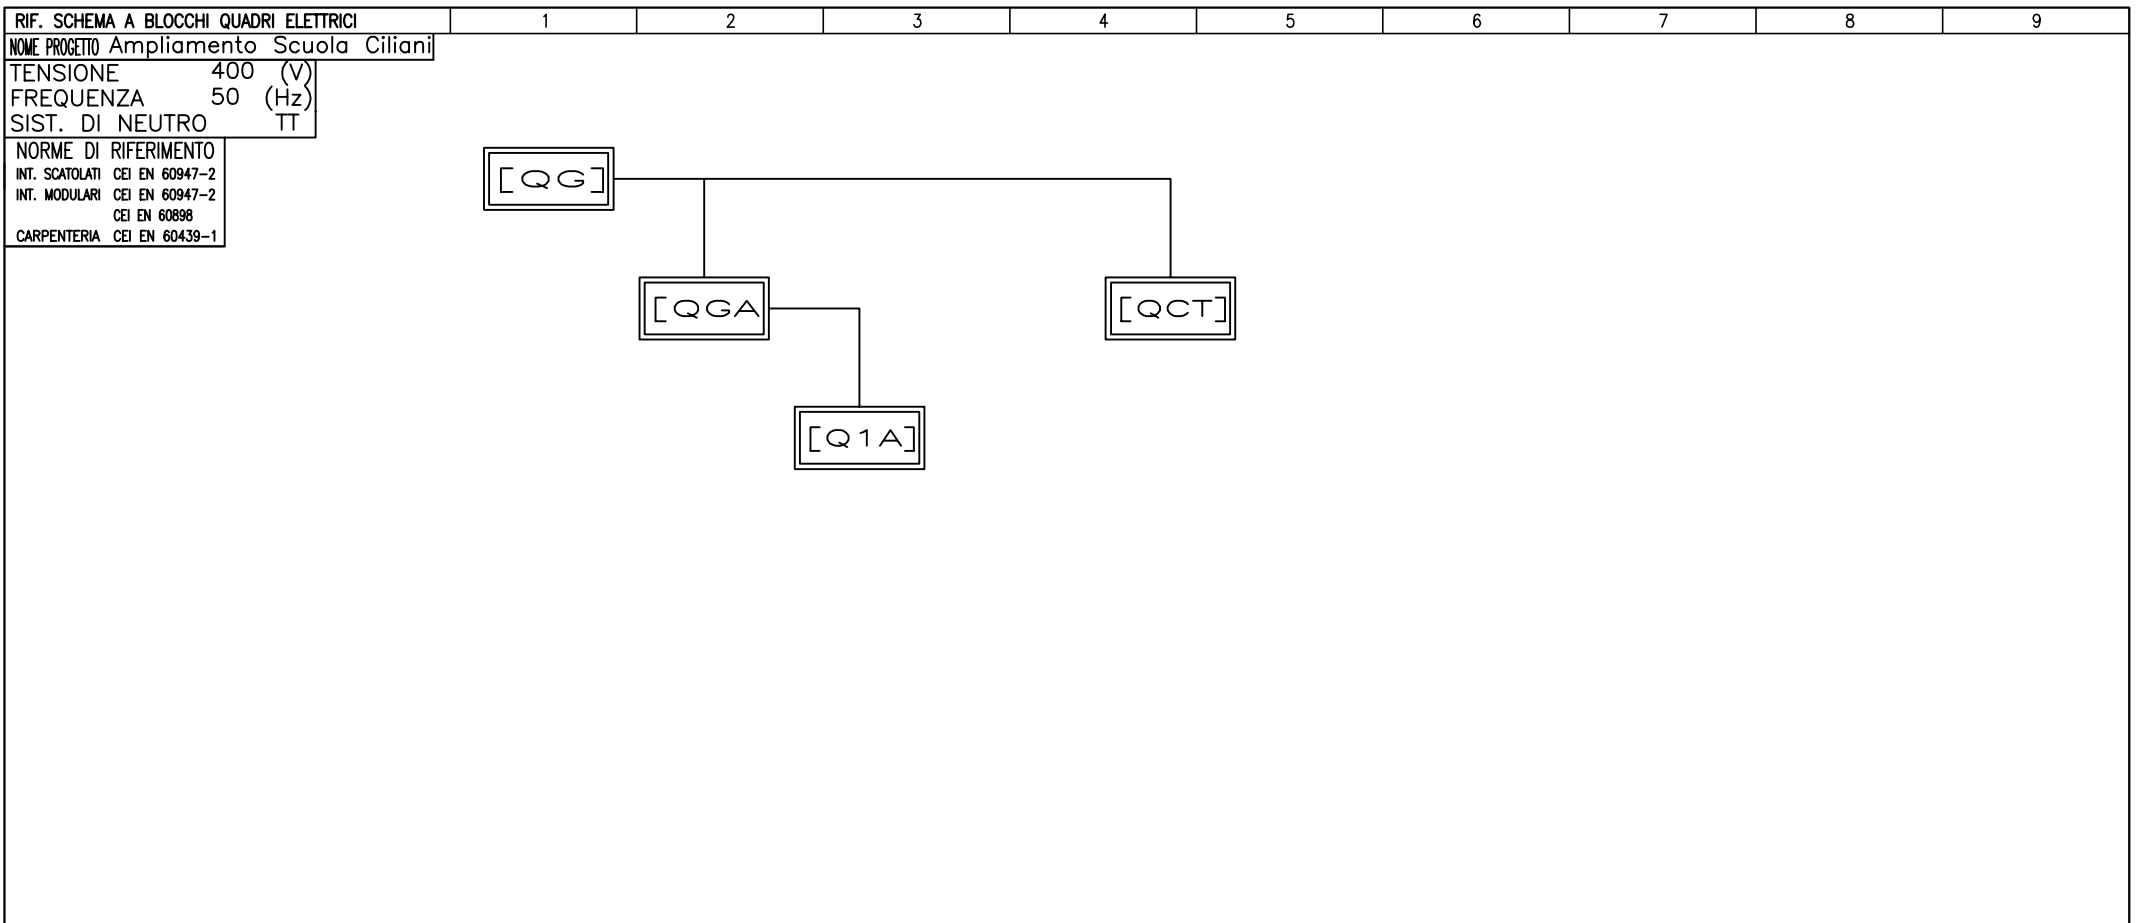 RIF. SCHEMA A BLOCCHI QUADRI ELETTRICI 1 2 3 4 5 6 7 8 9
NOME PROGETTO Ampliamento Scuola Ciliani
TENSIONE 400 (V)
FREQUENZA 50 (Hz)
SIST. DI NEUTRO TT
NORME DI RIFERIMENTO
INT. SCATOLATI CEI EN 60947-2
INT. MODULARI CEI EN 60947-2
CEI EN 60898
CARPENTERIA CEI EN 60439-1
[QG]
[QGA
[QCT]
[Q1A]